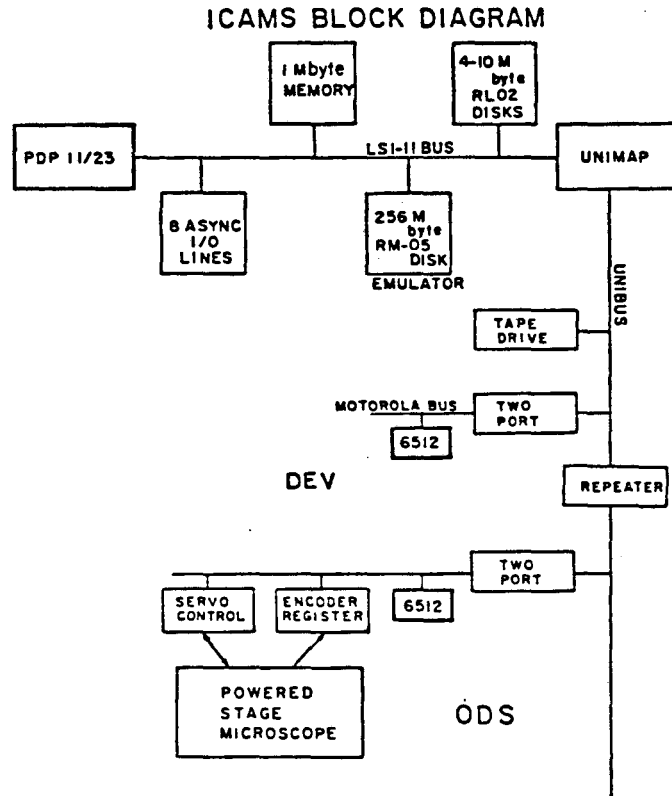 ICAMS BLOCK DIAGRAM
1 Mbyte
MEMORY
4-10 M
byte
RL02
DISKS
PDP 11/23
LSI-11 BUS
UNIMAP
8 ASYNC
I/O
LINES
256 M
byte
RM-05
DISK
EMULATOR
UNIBUS
TAPE
DRIVE
MOTOROLA BUS
TWO
PORT
6512
DEV
REPEATER
TWO
PORT
SERVO
CONTROL
ENCODER
REGISTER
6512
POWERED
STAGE
MICROSCOPE
ODS